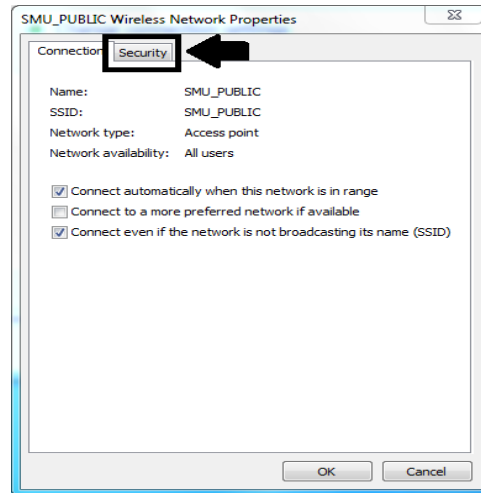 SMU_PUBLIC Wireless Network Properties
Connection Security
Name: SMU_PUBLIC
SSID: SMU_PUBLIC
Network type: Access point
Network availability: All users
Connect automatically when this network is in range
Connect to a more preferred network if available
Connect even if the network is not broadcasting its name (SSID)
OK Cancel